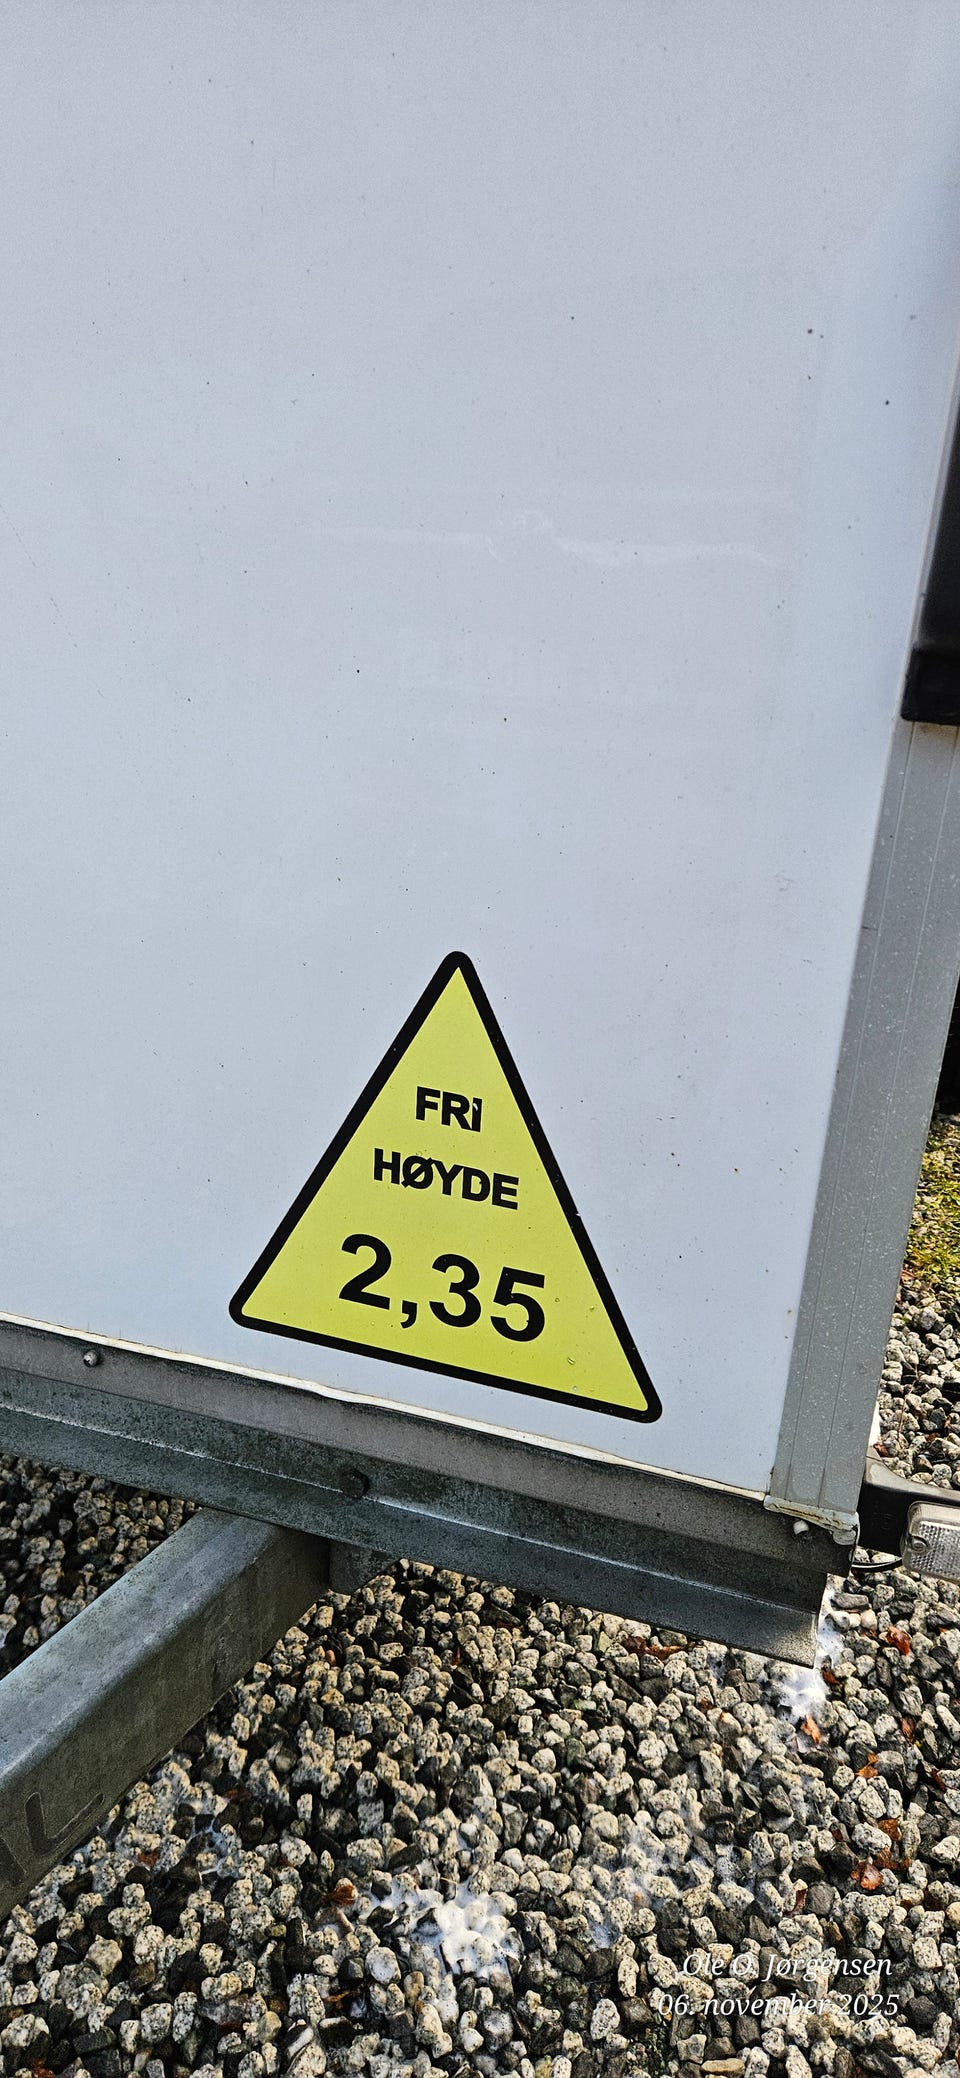 FRI
HØYDE
2,35
Ole O. Jørgensen
06. november 2025